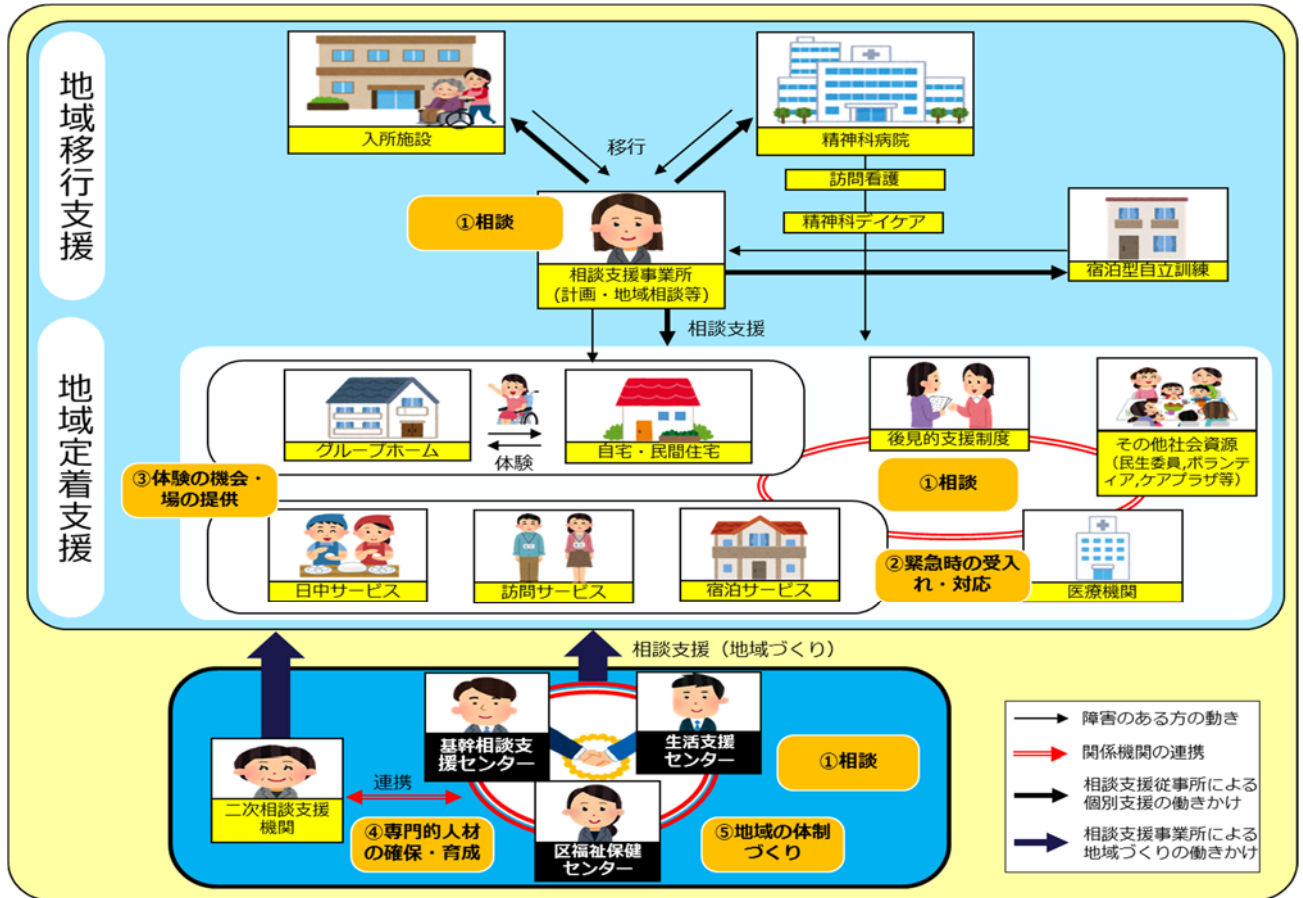 地域移行支援
入所施設
精神科病院
移行
訪問看護
①相談
精神科デイケア
相談支援事業所
(計画・地域相談等)
宿泊型自立訓練
相談支援
地域定着支援
グループホーム
体験
自宅・民間住宅
後見的支援制度
その他社会資源
（民生委員,ボラン
ティア,ケアプラザ等）
③体験の機会・
場の提供
①相談
日中サービス
訪問サービス
宿泊サービス
②緊急時の受入
れ・対応
医療機関
相談支援（地域づくり）
基幹相談支
援センター
生活支援
センター
①相談
二次相談支援
機関
連携
④専門的人材
の確保・育成
区福祉保健
センター
⑤地域の体制
づくり
障害のある方の動き
関係機関の連携
相談支援従事所による
個別支援の働きかけ
相談支援事業所による
地域づくりの働きかけ